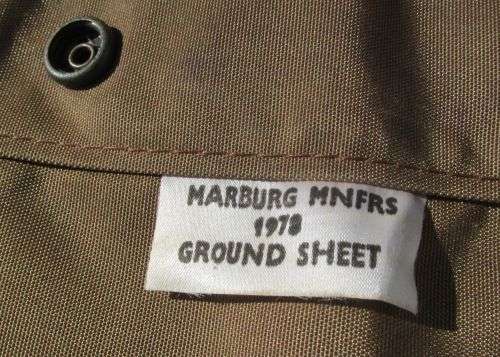 MARBURG MNFRS
1978
GROUND SHEET